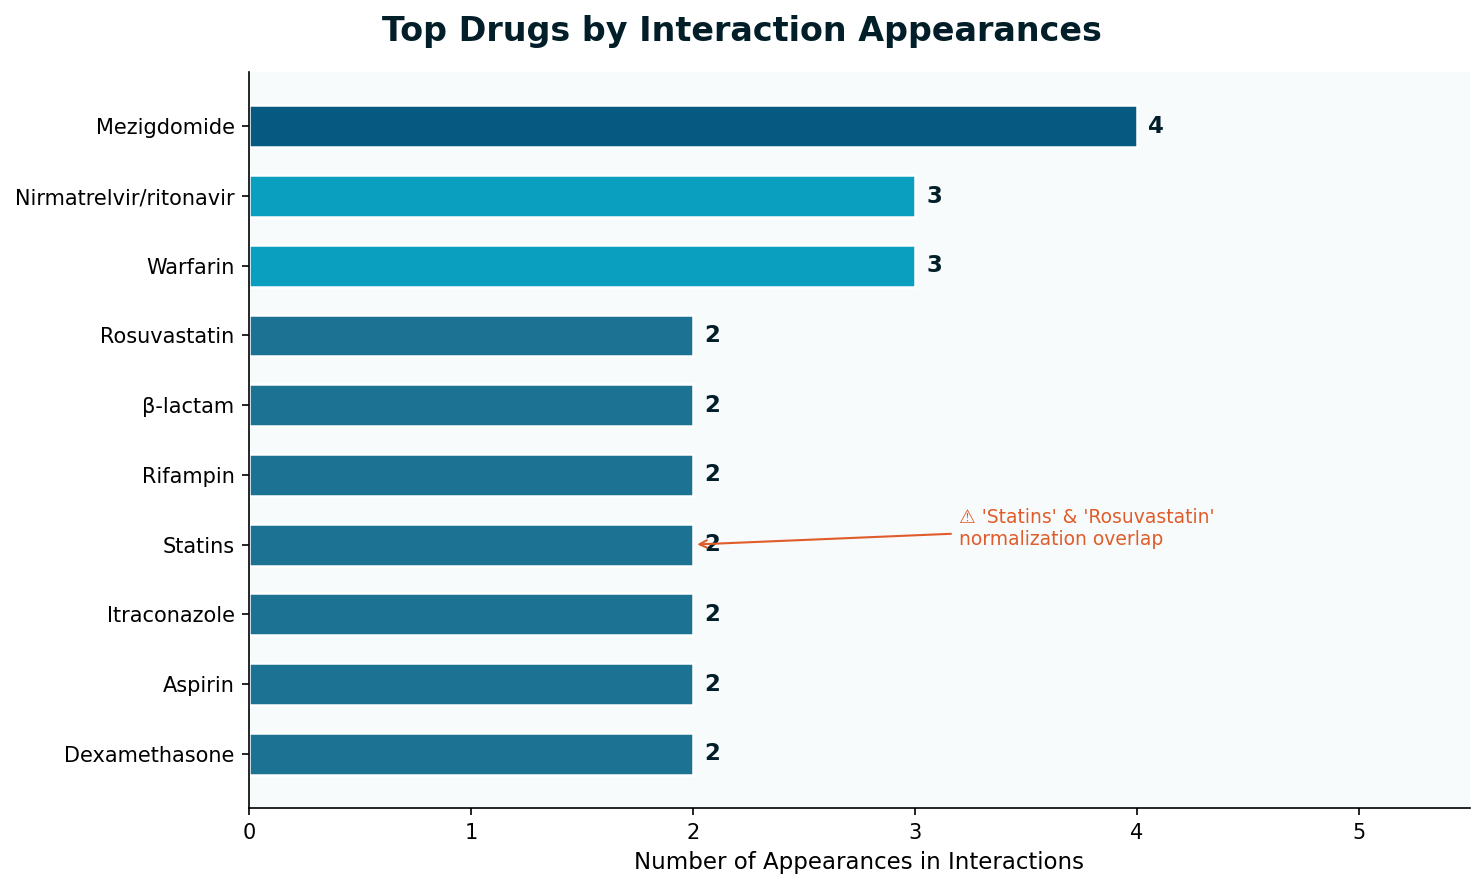 Top Drugs by Interaction Appearances
Mezigdomide
4
Nirmatrelvir/ritonavir
3
Warfarin
3
Rosuvastatin
2
β-lactam
2
Rifampin
2
Statins
2
⚠ 'Statins' & 'Rosuvastatin'
normalization overlap
Itraconazole
2
Aspirin
2
Dexamethasone
2
0 1 2 3 4 5
Number of Appearances in Interactions